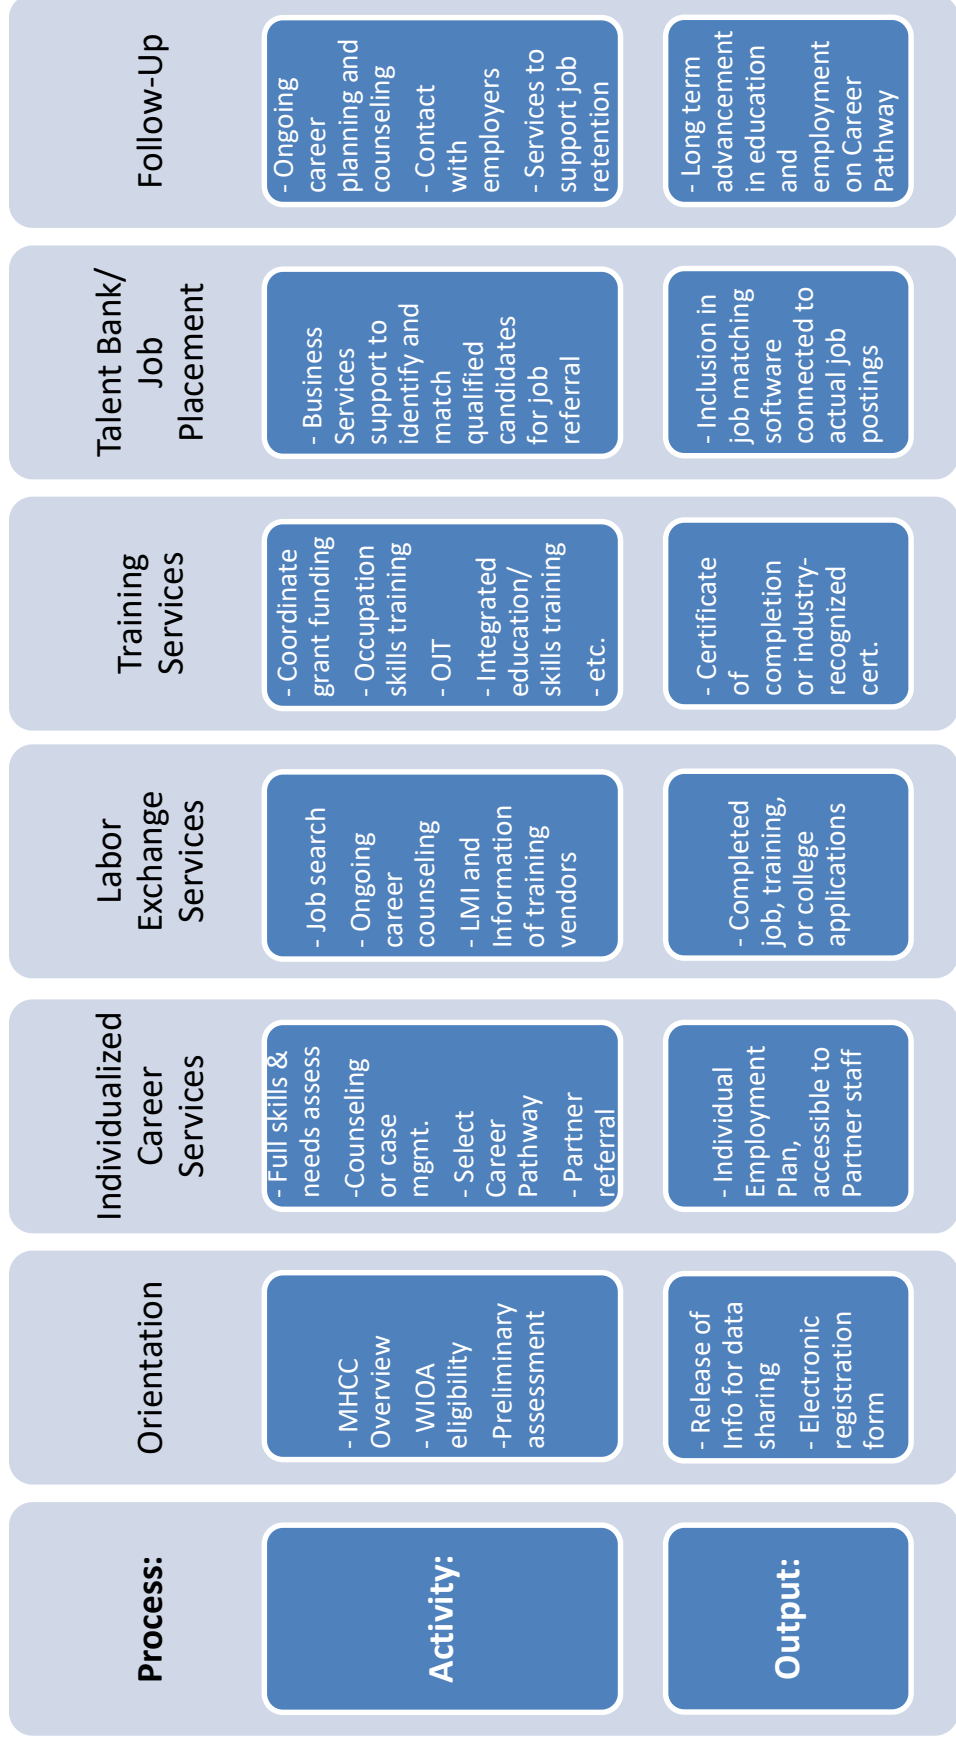 Process:
Activity:
Output:
Orientation
- MHCC
Overview
- WIOA
eligibility
-Preliminary
assessment
- Release of
Info for data
sharing
- Electronic
registration
form
Individualized
Career
Services
- Full skills &
needs assess
-Counseling
or case
mgmt.
- Select
Career
Pathway
- Partner
referral
- Individual
Employment
Plan,
accessible to
Partner staff
Labor
Exchange
Services
- Job search
- Ongoing
career
counseling
- LMI and
Information
of training
vendors
- Completed
job, training,
or college
applications
Training
Services
- Coordinate
grant funding
- Occupation
skills training
- OJT
- Integrated
education/
skills training
- etc.
- Certificate
of
completion
or industry-
recognized
cert.
Talent Bank/
Job
Placement
- Business
Services
support to
identify and
match
qualified
candidates
for job
referral
- Inclusion in
job matching
software
connected to
actual job
postings
Follow-Up
- Ongoing
career
planning and
counseling
- Contact
with
employers
- Services to
support job
retention
- Long term
advancement
in education
and
employment
on Career
Pathway